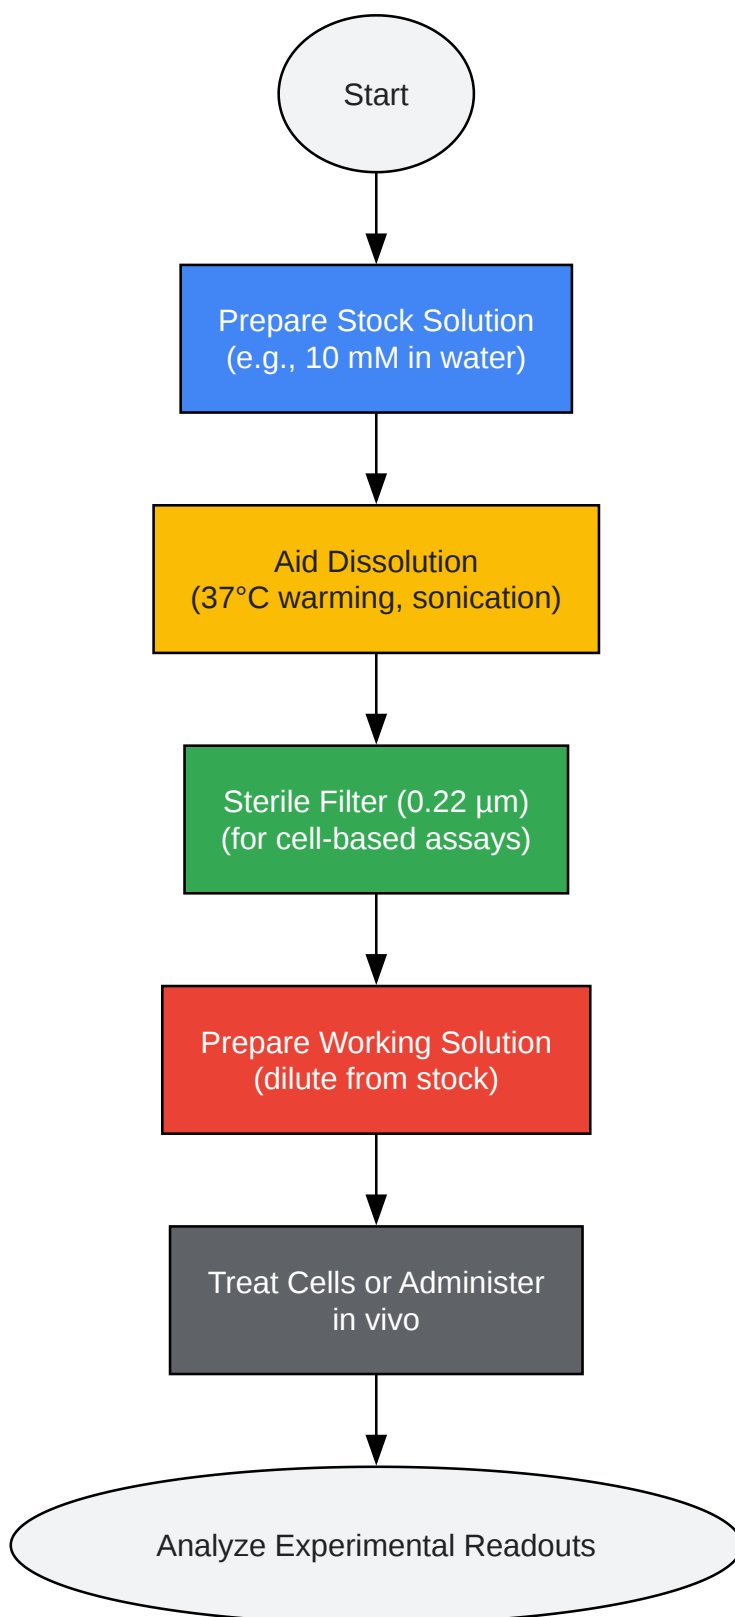 Start
Prepare Stock Solution
(e.g., 10 mM in water)
Aid Dissolution
(37°C warming, sonication)
Sterile Filter (0.22 µm)
(for cell-based assays)
Prepare Working Solution
(dilute from stock)
Treat Cells or Administer
in vivo
Analyze Experimental Readouts